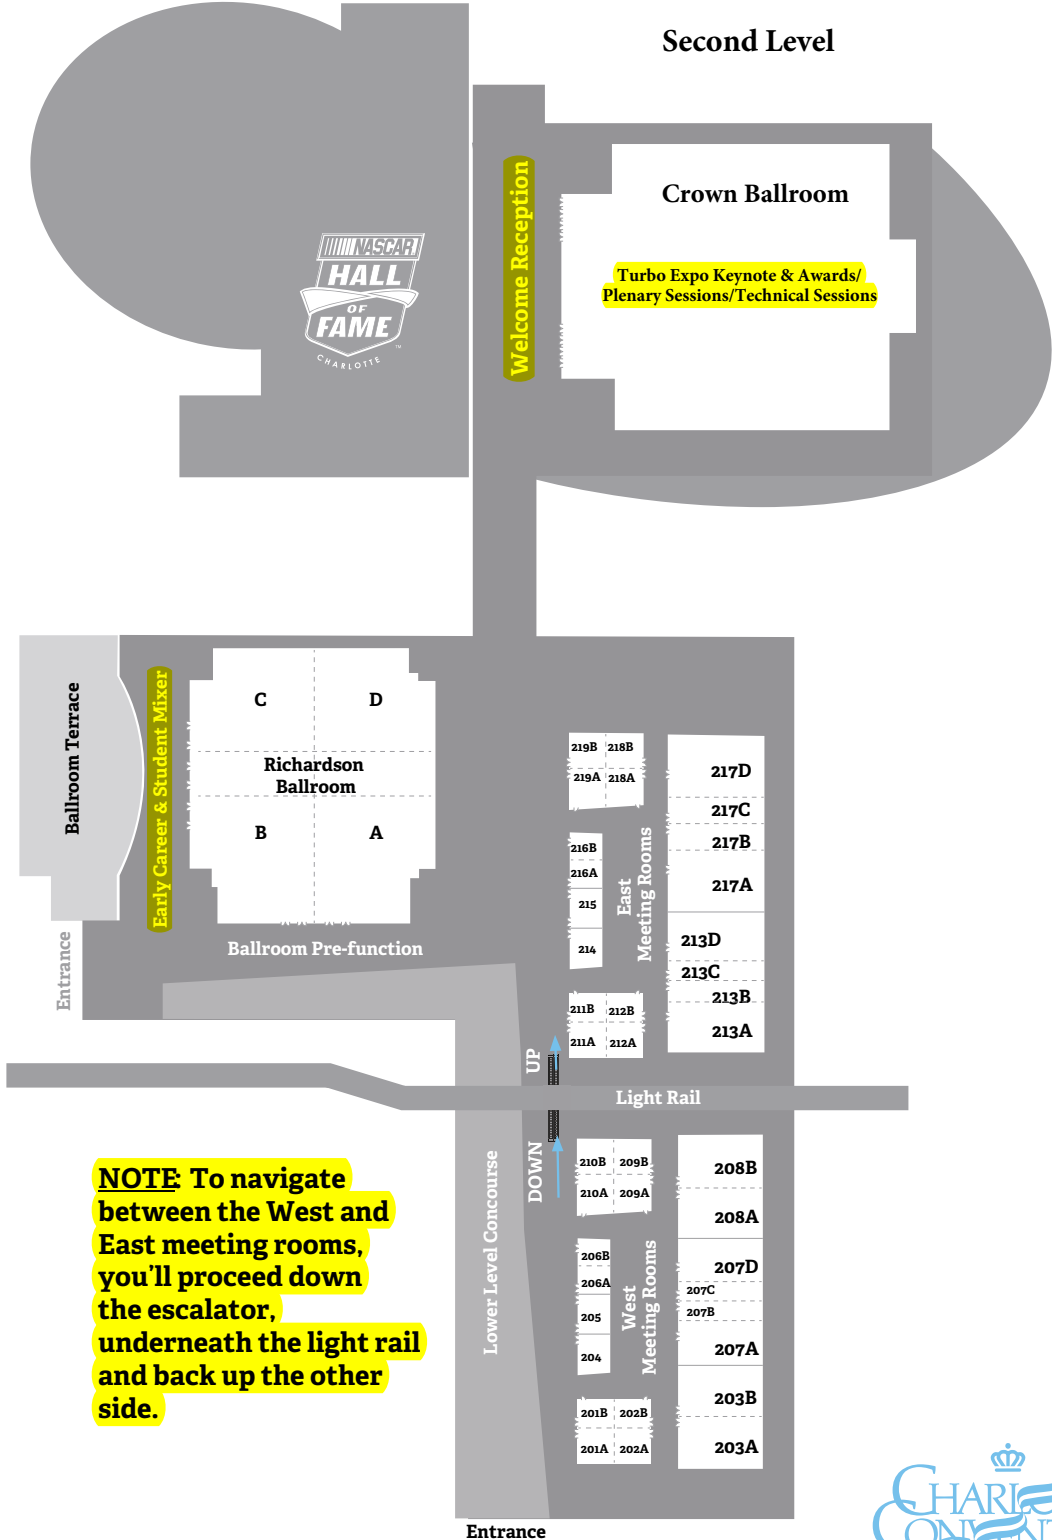 Second Level
NASCAR
HALL
OF
FAME
CHARLOTTE
™
Welcome Reception
Crown Ballroom
Turbo Expo Keynote & Awards/
Plenary Sessions/Technical Sessions
Ballroom Terrace
Early Career & Student Mixer
C
D
Richardson
Ballroom
B
A
Ballroom Pre-function
Entrance
219B 218B
219A 218A
216B
216A
215
214
211B 212B
211A 212A
East
Meeting Rooms
217D
217C
217B
217A
213D
213C
213B
213A
UP
Light Rail
DOWN
Lower Level Concourse
210B 209B
210A 209A
206B
206A
205
204
201B 202B
201A 202A
West
Meeting Rooms
208B
208A
207D
207C
207B
207A
203B
203A
NOTE: To navigate
between the West and
East meeting rooms,
you'll proceed down
the escalator,
underneath the light rail
and back up the other
side.
Entrance